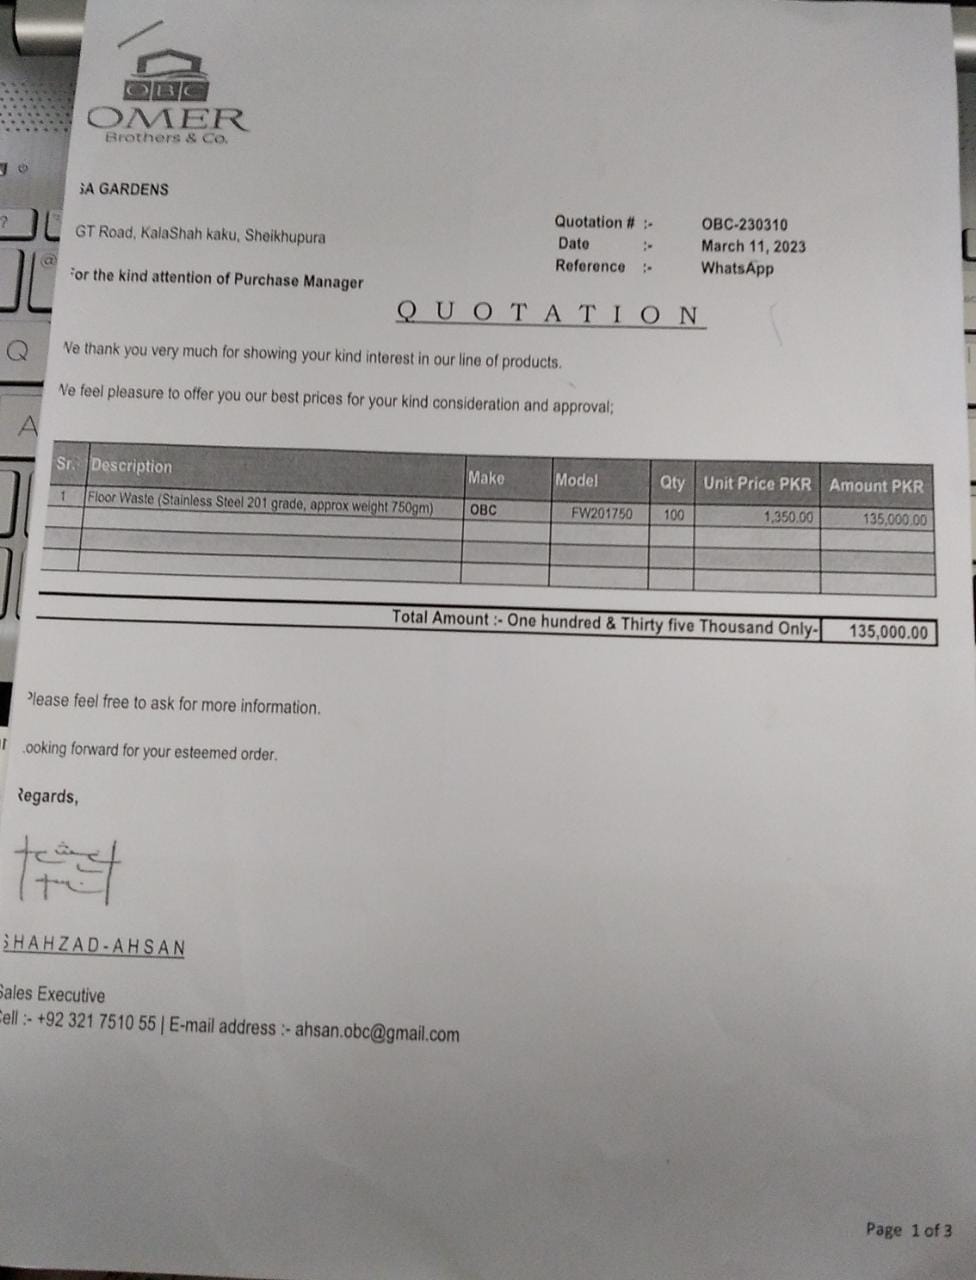 OBC
OMER
Brothers & Co.
GA GARDENS
GT Road, KalaShah kaku, Sheikhupura
For the kind attention of Purchase Manager
Quotation # :- OBC-230310
Date :- March 11, 2023
Reference :- WhatsApp
QUOTATION
We thank you very much for showing your kind interest in our line of products.
We feel pleasure to offer you our best prices for your kind consideration and approval;
Sr. Description Make Model Qty Unit Price PKR Amount PKR
1 Floor Waste (Stainless Steel 201 grade, approx weight 750gm) OBC FW201750 100 1,350.00 135,000.00
Total Amount :- One hundred & Thirty five Thousand Only- 135,000.00
Please feel free to ask for more information.
Looking forward for your esteemed order.
Regards,
SHAHZAD-AHSAN
Sales Executive
Cell :- +92 321 7510 55 | E-mail address :- ahsan.obc@gmail.com
Page 1 of 3